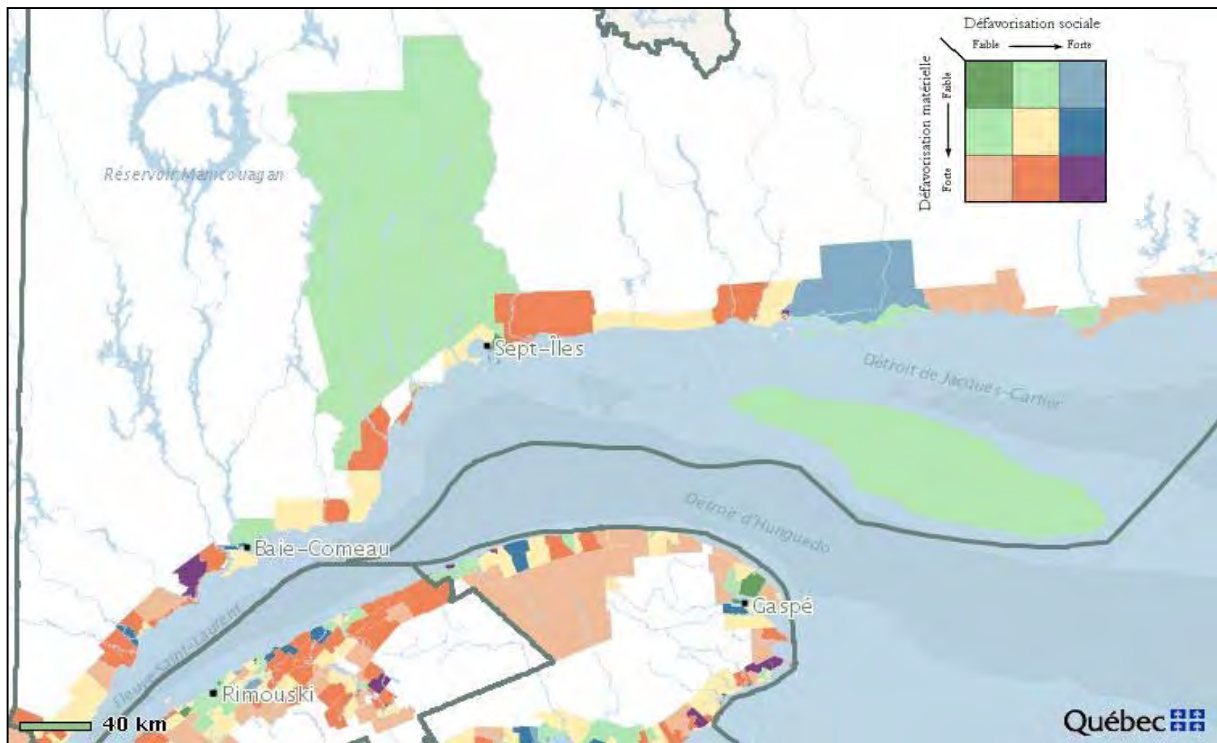 Défavorisation sociale
Faible
Forte
Défavorisation matérielle
Faible
Forte
Réservoir Manicouagan
Sept-Îles
Détroit de Jacques-Cartier
Détroit d'Hunguedo
Baie-Comeau
Gaspé
Fleuve Saint-Laurent
Rimouski
40 km
Québec